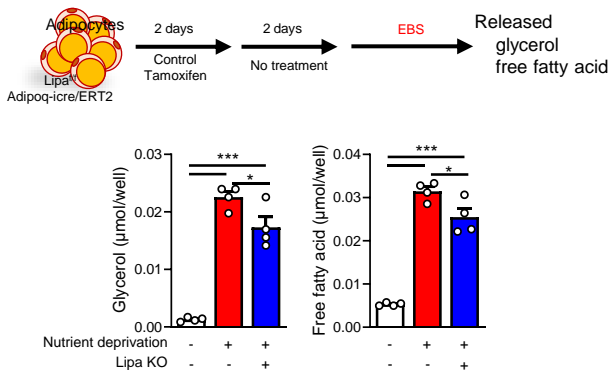 Adipocytes
Lipa^f/f
Adipoq-icre/ERT2
2 days
Control
Tamoxifen
2 days
No treatment
EBS
Released
glycerol
free fatty acid
Glycerol (μmol/well)
0.03
0.02
0.01
0.00
***
*
Free fatty acid (μmol/well)
0.04
0.03
0.01
0.00
***
*
Nutrient deprivation - + + - + +
Lipa KO - - + - - +